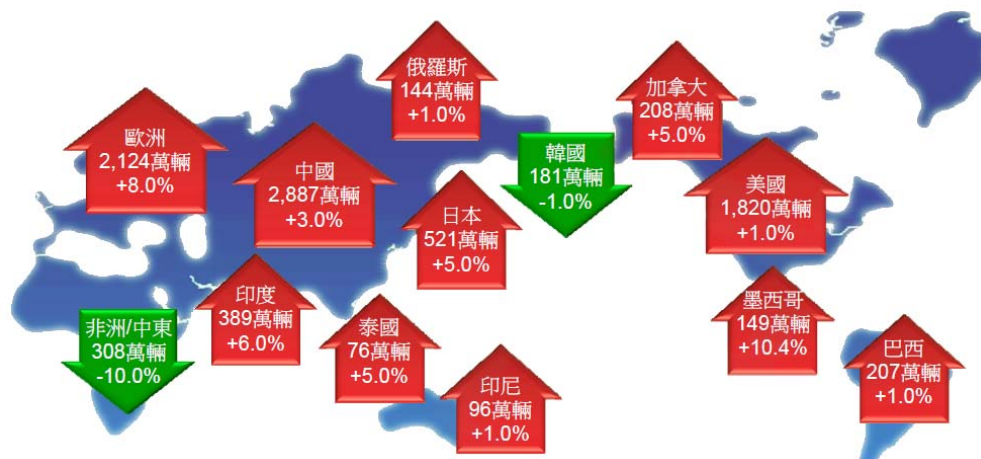 俄羅斯
144萬輛
+1.0%
加拿大
208萬輛
+5.0%
歐洲
2,124萬輛
+8.0%
中國
2,887萬輛
+3.0%
韓國
181萬輛
-1.0%
美國
1,820萬輛
+1.0%
日本
521萬輛
+5.0%
印度
389萬輛
+6.0%
非洲/中東
308萬輛
-10.0%
泰國
76萬輛
+5.0%
印尼
96萬輛
+1.0%
墨西哥
149萬輛
+10.4%
巴西
207萬輛
+1.0%